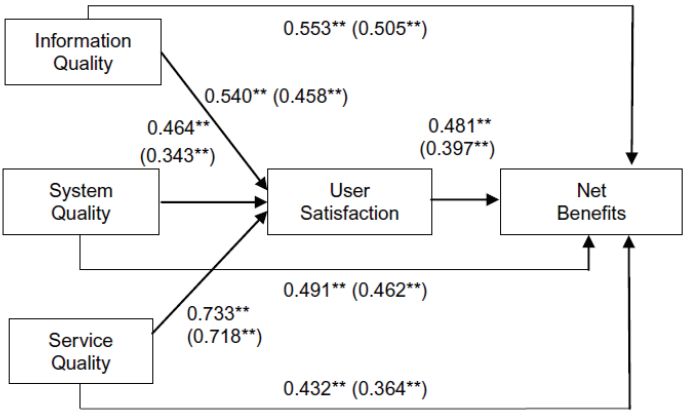 0.553** (0.505**)
Information
Quality
0.540** (0.458**)
0.464**
(0.343**)
0.481**
(0.397**)
System
Quality
User
Satisfaction
Net
Benefits
0.491** (0.462**)
0.733**
(0.718**)
Service
Quality
0.432** (0.364**)